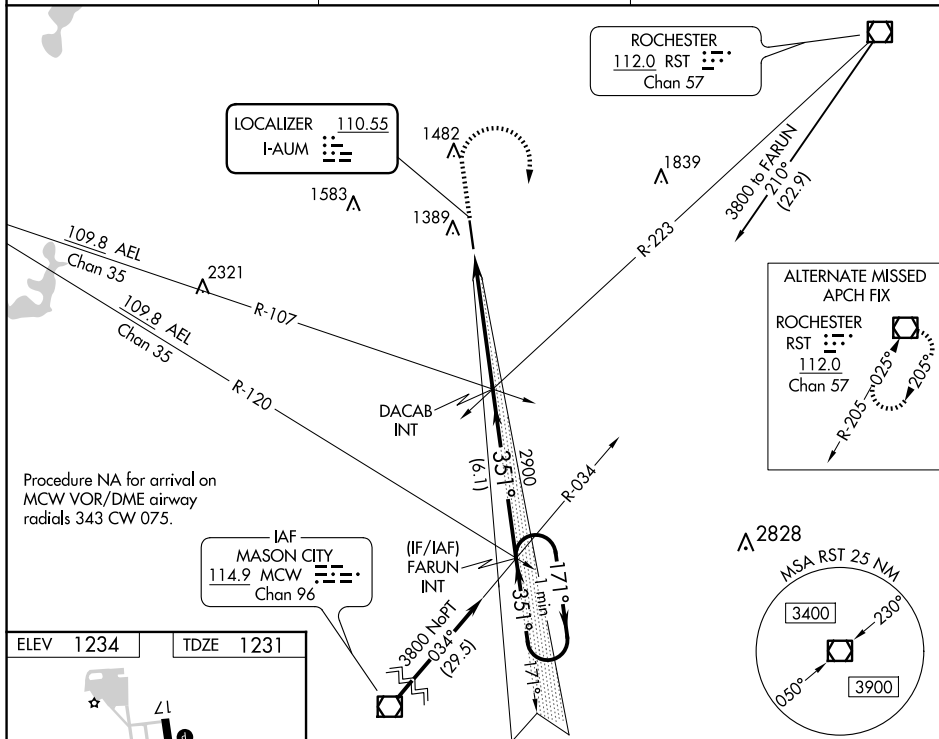 ROCHESTER
112.0 RST
Chan 57
LOCALIZER 110.55
I-AUM
1482
1839
1583
1389
3800 to FARUN
210°
(22.9)
R-223
109.8 AEL
Chan 35
2321
R-107
109.8 AEL
Chan 35
R-120
ALTERNATE MISSED
APCH FIX
ROCHESTER
RST
112.0
Chan 57
025°
205°
R-205
DACAB
INT
351°
(6.1)
2900
R-034
Procedure NA for arrival on
MCW VOR/DME airway
radials 343 CW 075.
IAF
MASON CITY
114.9 MCW
Chan 96
(IF/IAF)
FARUN
INT
171°
1 min
351°
171°
3800 NoPT
034°
(29.5)
2828
MSA RST 25 NM
3400
230°
050°
3900
ELEV 1234
TDZE 1231
17
P